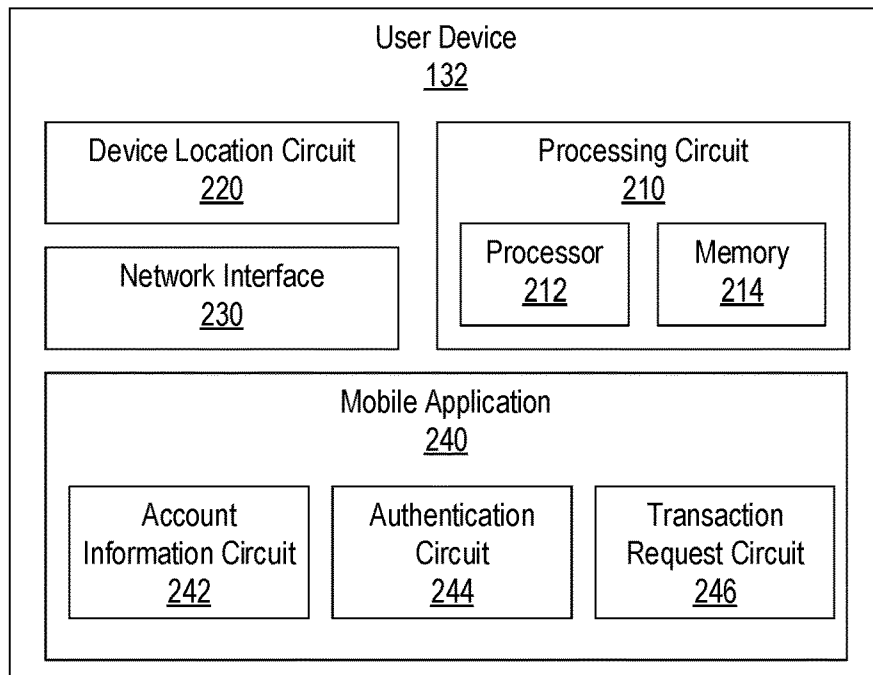 User Device
132
Device Location Circuit
220
Processing Circuit
210
Processor
212
Memory
214
Network Interface
230
Mobile Application
240
Account
Information Circuit
242
Authentication
Circuit
244
Transaction
Request Circuit
246